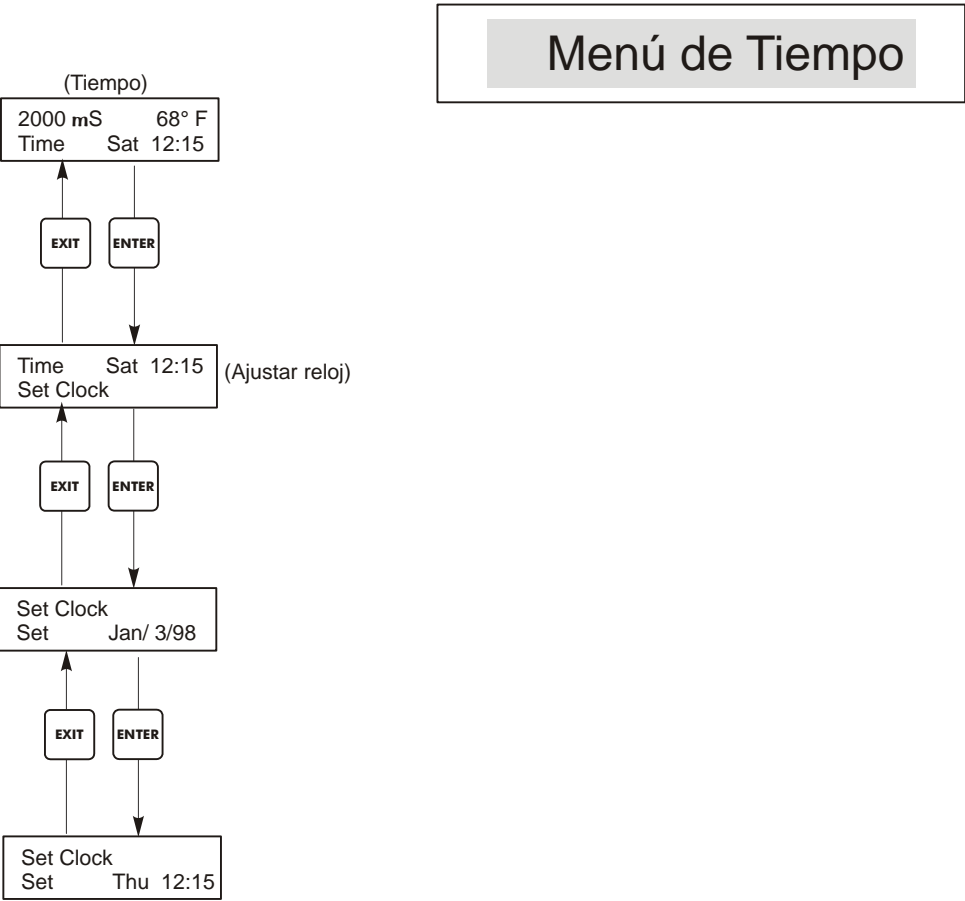 Menú de Tiempo
(Tiempo)
2000 mS 68° F
Time Sat 12:15
EXIT ENTER
Time Sat 12:15
Set Clock
(Ajustar reloj)
EXIT ENTER
Set Clock
Set Jan/ 3/98
EXIT ENTER
Set Clock
Set Thu 12:15